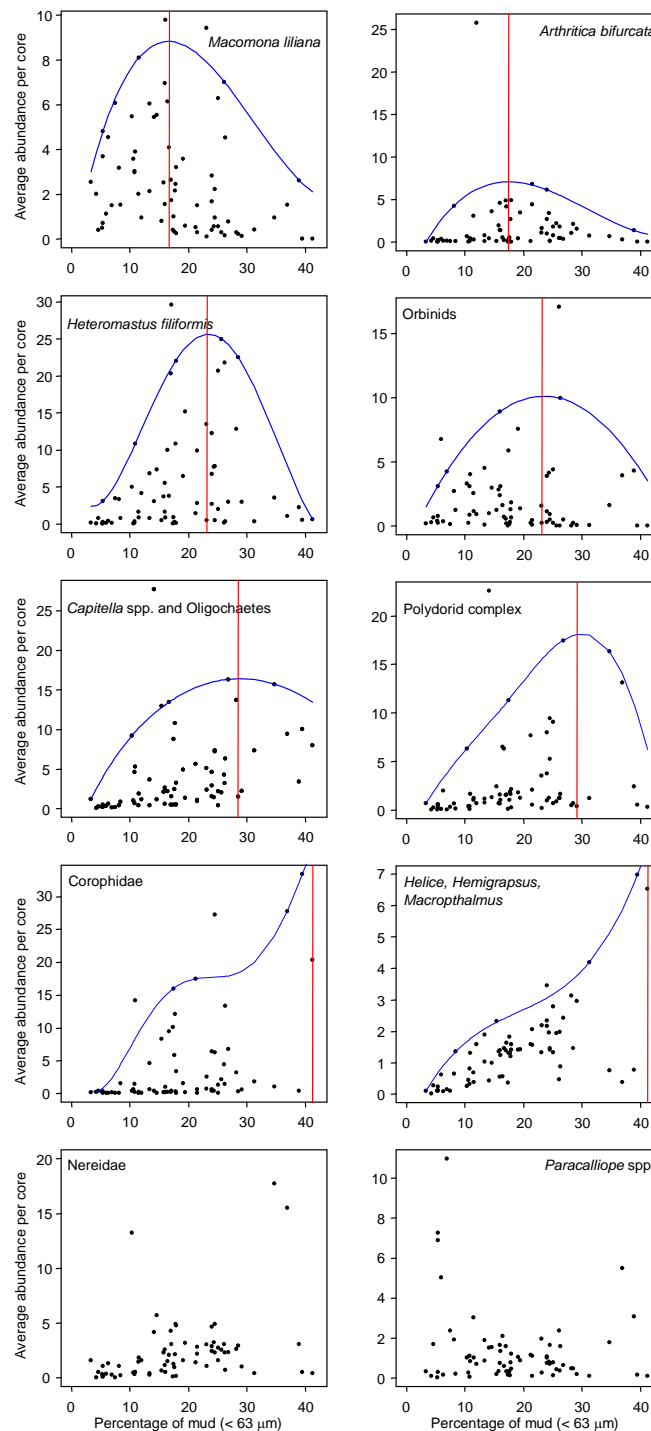 Average abundance per core
Macomona liliana
10
8
6
4
2
0
0 10 20 30 40
Arthritica bifurcata
25
20
15
10
5
0
0 10 20 30 40
Average abundance per core
Heteromastus filiformis
30
25
20
15
10
5
0
0 10 20 30 40
Orbinids
15
10
5
0
0 10 20 30 40
Average abundance per core
Capitella spp. and Oligochaetes
25
20
15
10
5
0
0 10 20 30 40
Polydorid complex
20
15
10
5
0
0 10 20 30 40
Average abundance per core
Corophidae
30
20
10
0
0 10 20 30 40
Helice, Hemigrapsus,
Macropthalmus
7
6
5
4
3
2
1
0
0 10 20 30 40
Average abundance per core
Nereidae
20
15
10
5
0
0 10 20 30 40
Percentage of mud (< 63 μm)
Paracalliope spp
10
8
6
4
2
0
0 10 20 30 40
Percentage of mud (< 63 μm)